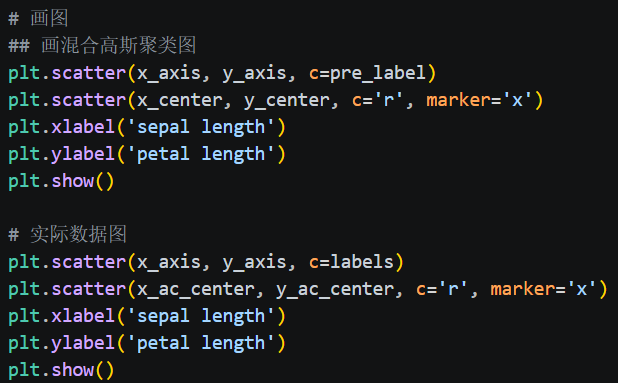 # 画图
## 画混合高斯聚类图
plt.scatter(x_axis, y_axis, c=pre_label)
plt.scatter(x_center, y_center, c='r', marker='x')
plt.xlabel('sepal length')
plt.ylabel('petal length')
plt.show()
# 实际数据图
plt.scatter(x_axis, y_axis, c=labels)
plt.scatter(x_ac_center, y_ac_center, c='r', marker='x')
plt.xlabel('sepal length')
plt.ylabel('petal length')
plt.show()